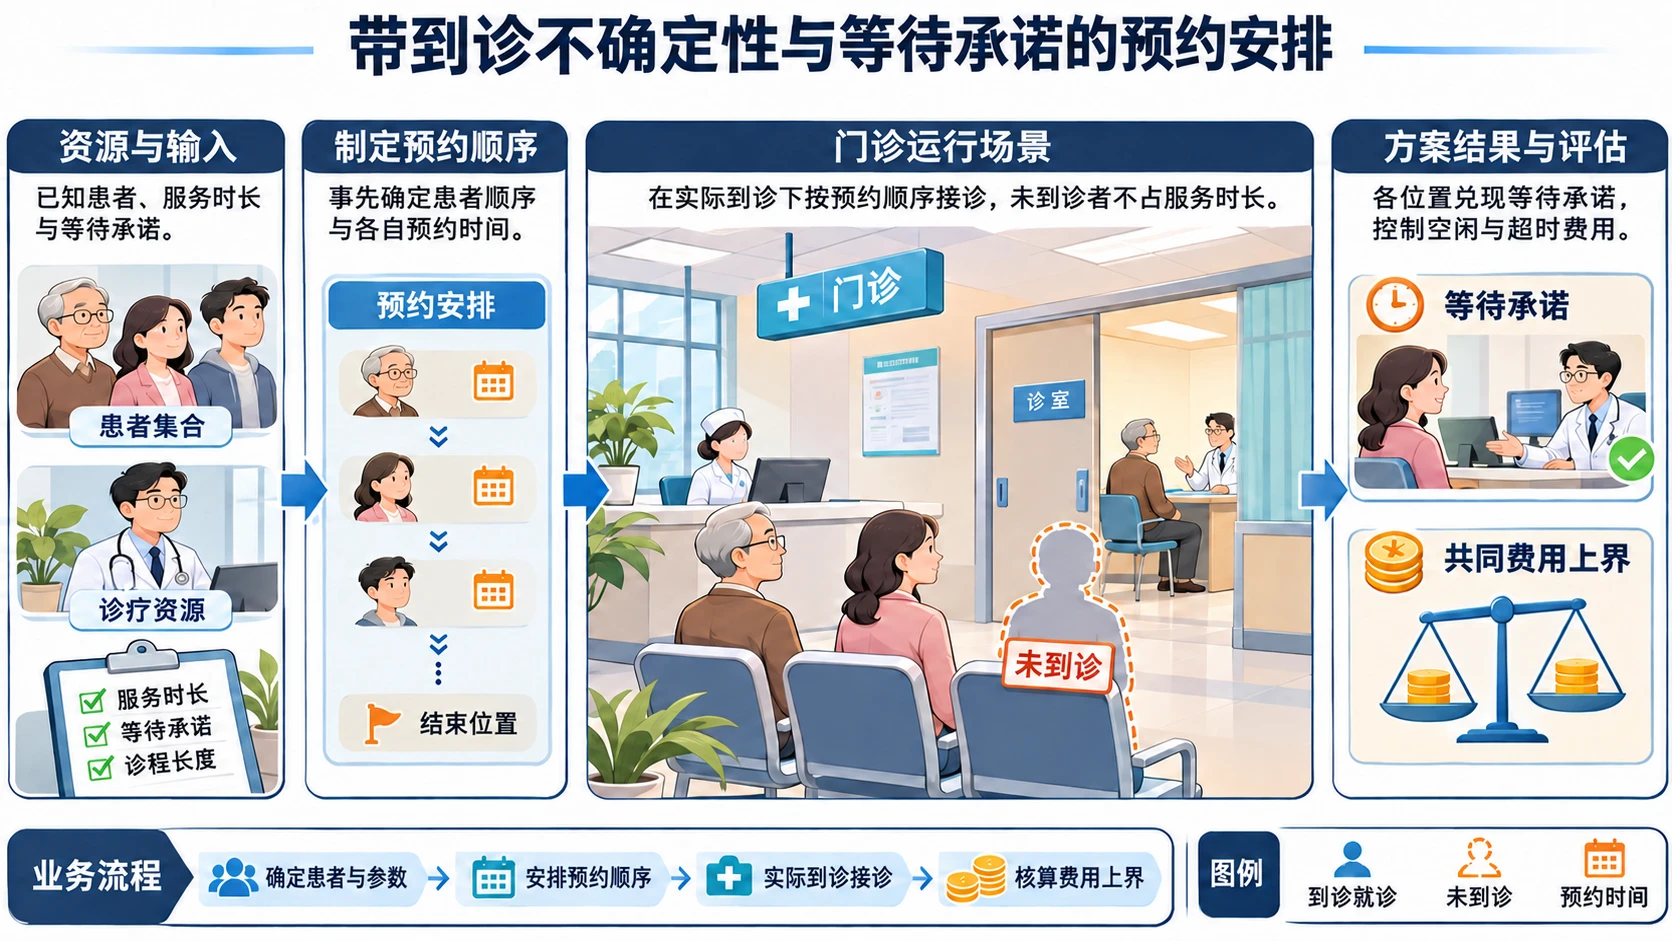 带到诊不确定性与等待承诺的预约安排
资源与输入
已知患者、服务时长
与等待承诺。
患者集合
诊疗资源
服务时长
等待承诺
诊程长度
制定预约顺序
事先确定患者顺序
与各自预约时间。
预约安排
结束位置
门诊运行场景
在实际到诊下按预约顺序接诊，未到诊者不占服务时长。
门诊
诊室
未到诊
方案结果与评估
各位置兑现等待承诺，
控制空闲与超时费用。
等待承诺
共同费用上界
业务流程
确定患者与参数
安排预约顺序
实际到诊接诊
核算费用上界
图例
到诊就诊
未到诊
预约时间